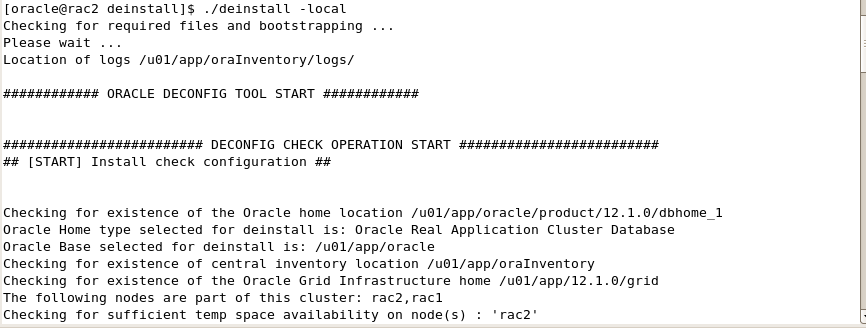 [oracle@rac2 deinstall]$ ./deinstall -local
Checking for required files and bootstrapping ...
Please wait ...
Location of logs /u01/app/oraInventory/logs/
############ ORACLE DECONFIG TOOL START ############
######################### DECONFIG CHECK OPERATION START #########################
## [START] Install check configuration ##
Checking for existence of the Oracle home location /u01/app/oracle/product/12.1.0/dbhome_1
Oracle Home type selected for deinstall is: Oracle Real Application Cluster Database
Oracle Base selected for deinstall is: /u01/app/oracle
Checking for existence of central inventory location /u01/app/oraInventory
Checking for existence of the Oracle Grid Infrastructure home /u01/app/12.1.0/grid
The following nodes are part of this cluster: rac2,rac1
Checking for sufficient temp space availability on node(s) : 'rac2'